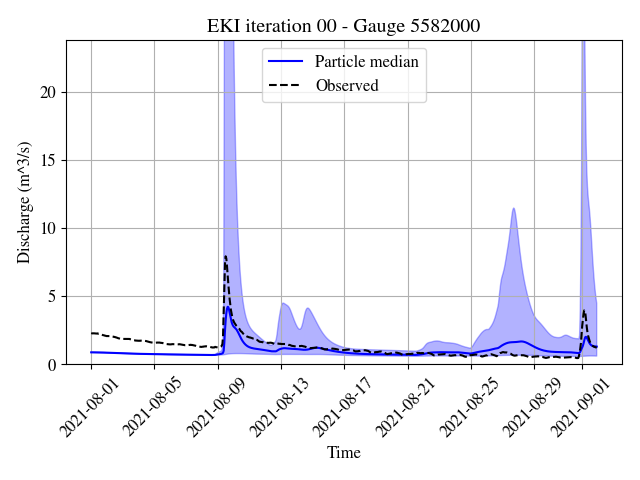 EKI iteration 00 - Gauge 5582000
Particle median
Observed
Discharge (m^3/s)
20
15
10
5
0
2021-08-01
2021-08-05
2021-08-09
2021-08-13
2021-08-17
2021-08-21
2021-08-25
2021-08-29
2021-09-01
Time